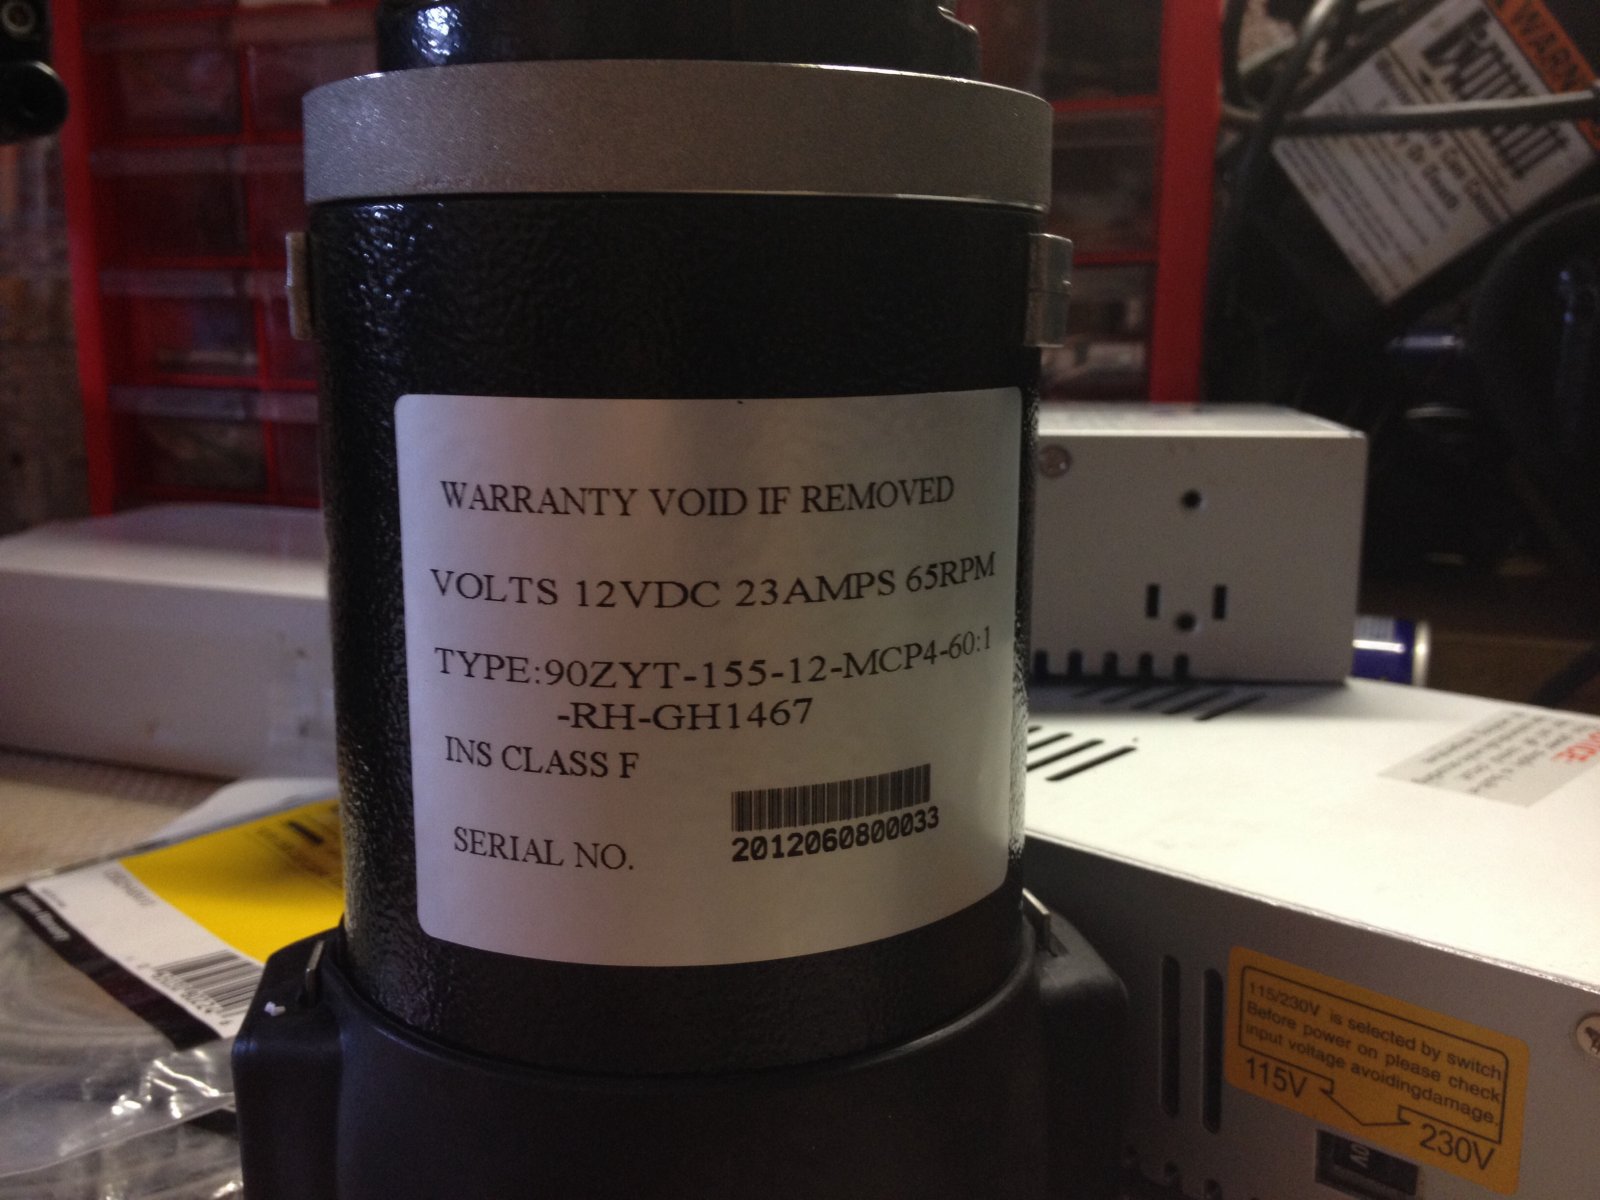 WARRANTY VOID IF REMOVED
VOLTS 12VDC 23AMPS 65RPM
TYPE:90ZYT-155-12-MCP4-60:1
-RH-GH1467
INS CLASS F
SERIAL NO.
2012060800033
WARN
115/230V is selected by switch
Before power on please check
input voltage avoidingdamage.
115V
230V